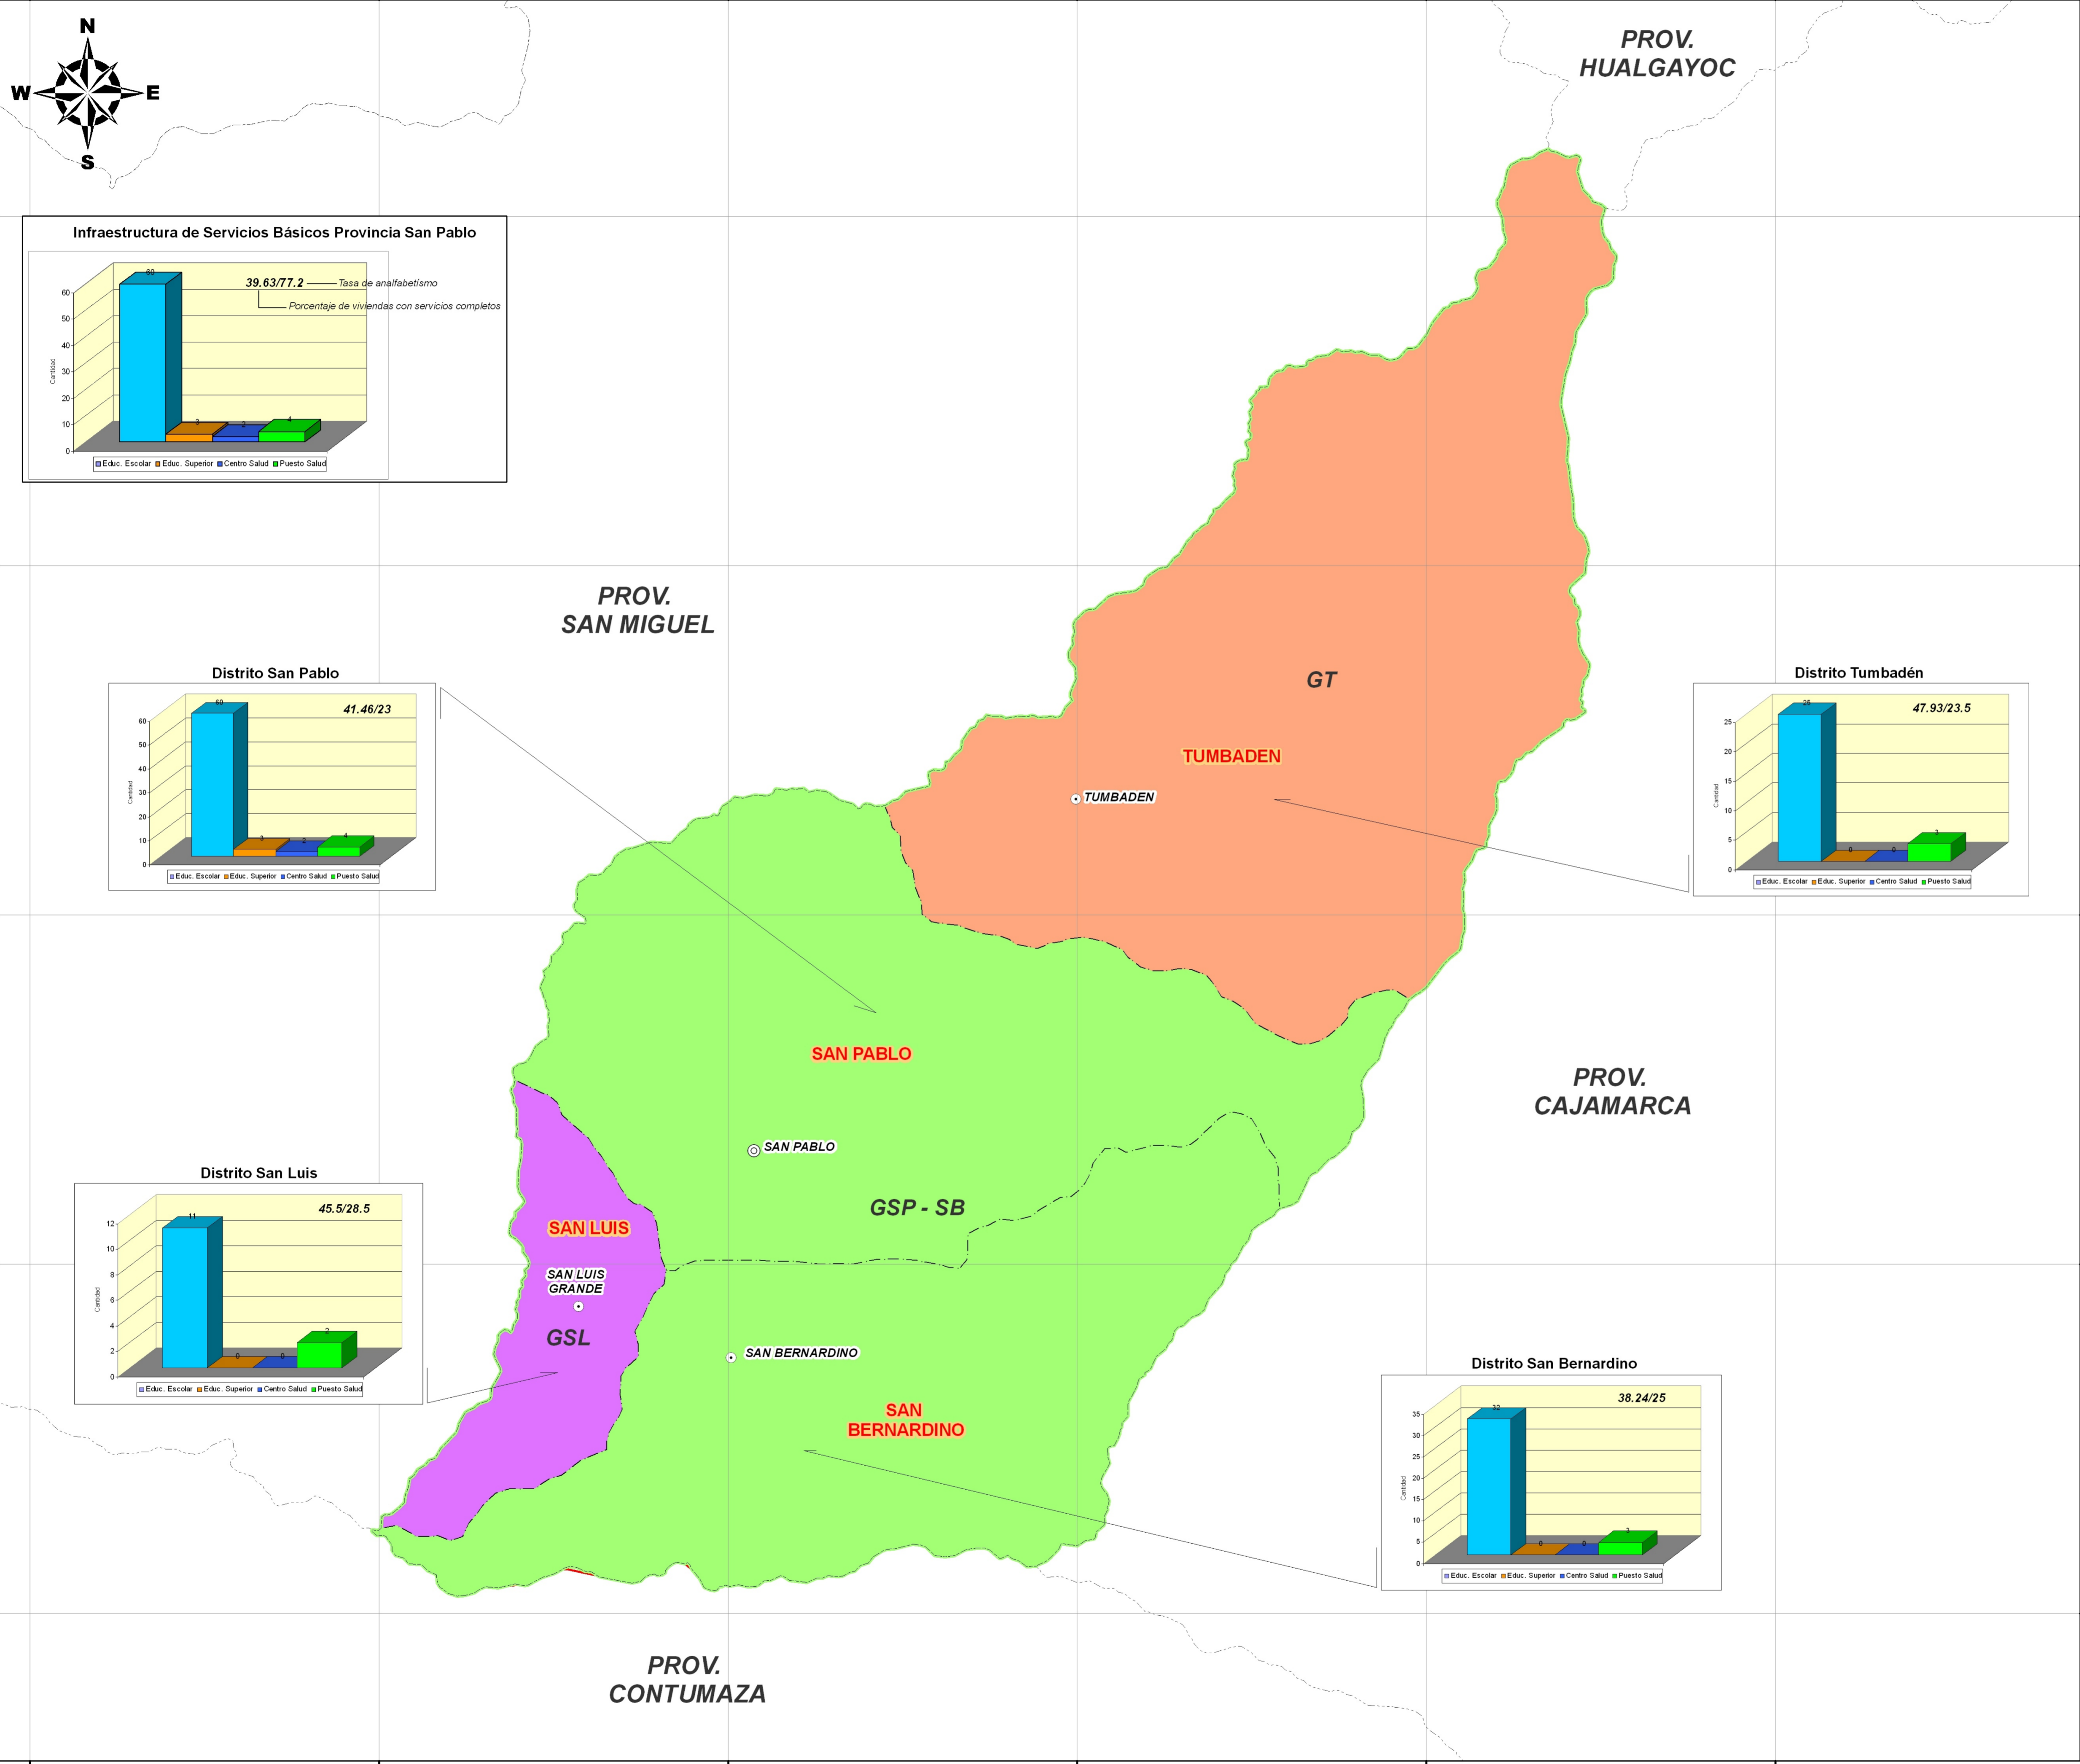 N
W E
S
PROV.
HUALGAYOC
Infraestructura de Servicios Básicos Provincia San Pablo
60
39.63/77.2
Tasa de analfabetísmo
Porcentaje de viviendas con servicios completos
60
50
40
30
20
10
0
Cantidad
3
2
4
Educ. Escolar Educ. Superior Centro Salud Puesto Salud
PROV.
SAN MIGUEL
GT
TUMBADEN
TUMBADEN
Distrito San Pablo
60
41.46/23
60
50
40
30
20
10
0
Cantidad
3
2
4
Educ. Escolar Educ. Superior Centro Salud Puesto Salud
Distrito Tumbadén
25
47.93/23.5
25
20
15
10
5
0
Cantidad
0
0
3
Educ. Escolar Educ. Superior Centro Salud Puesto Salud
SAN PABLO
SAN PABLO
GSP - SB
PROV.
CAJAMARCA
Distrito San Luis
11
45.5/28.5
12
10
8
6
4
2
0
Cantidad
0
0
2
Educ. Escolar Educ. Superior Centro Salud Puesto Salud
SAN LUIS
SAN LUIS
GRANDE
GSL
SAN BERNARDINO
SAN
BERNARDINO
Distrito San Bernardino
32
38.24/25
35
30
25
20
15
10
5
0
Cantidad
0
0
3
Educ. Escolar Educ. Superior Centro Salud Puesto Salud
PROV.
CONTUMAZA